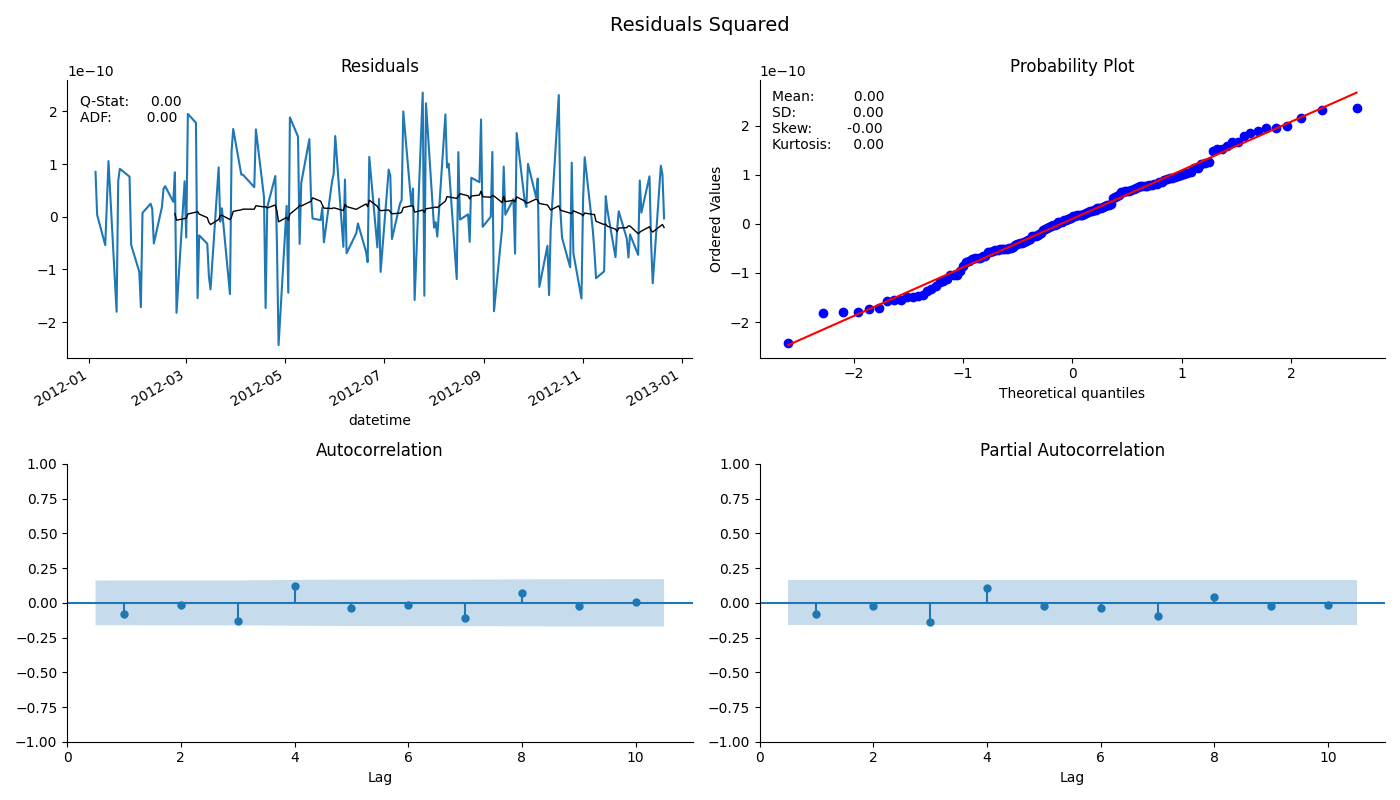 Residuals Squared
Residuals
1e−10
Q-Stat: 0.00
ADF: 0.00
2
1
0
−1
−2
2012-01
2012-03
2012-05
2012-07
2012-09
2012-11
2013-01
datetime
Probability Plot
1e−10
Mean: 0.00
SD: 0.00
Skew: -0.00
Kurtosis: 0.00
Ordered Values
2
1
0
−1
−2
−2
−1
0
1
2
Theoretical quantiles
Autocorrelation
1.00
0.75
0.50
0.25
0.00
−0.25
−0.50
−0.75
−1.00
0
2
4
6
8
10
Lag
Partial Autocorrelation
1.00
0.75
0.50
0.25
0.00
−0.25
−0.50
−0.75
−1.00
0
2
4
6
8
10
Lag